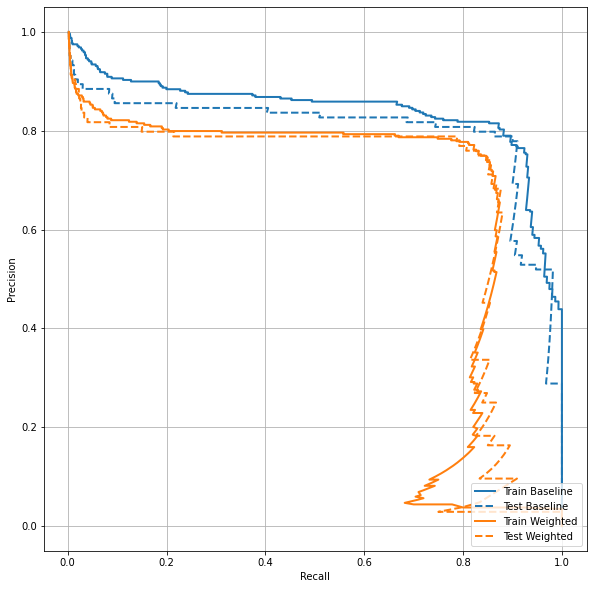 1.0
0.8
0.6
0.4
0.2
0.0
Precision
0.0 0.2 0.4 0.6 0.8 1.0
Recall
Train Baseline
Test Baseline
Train Weighted
Test Weighted